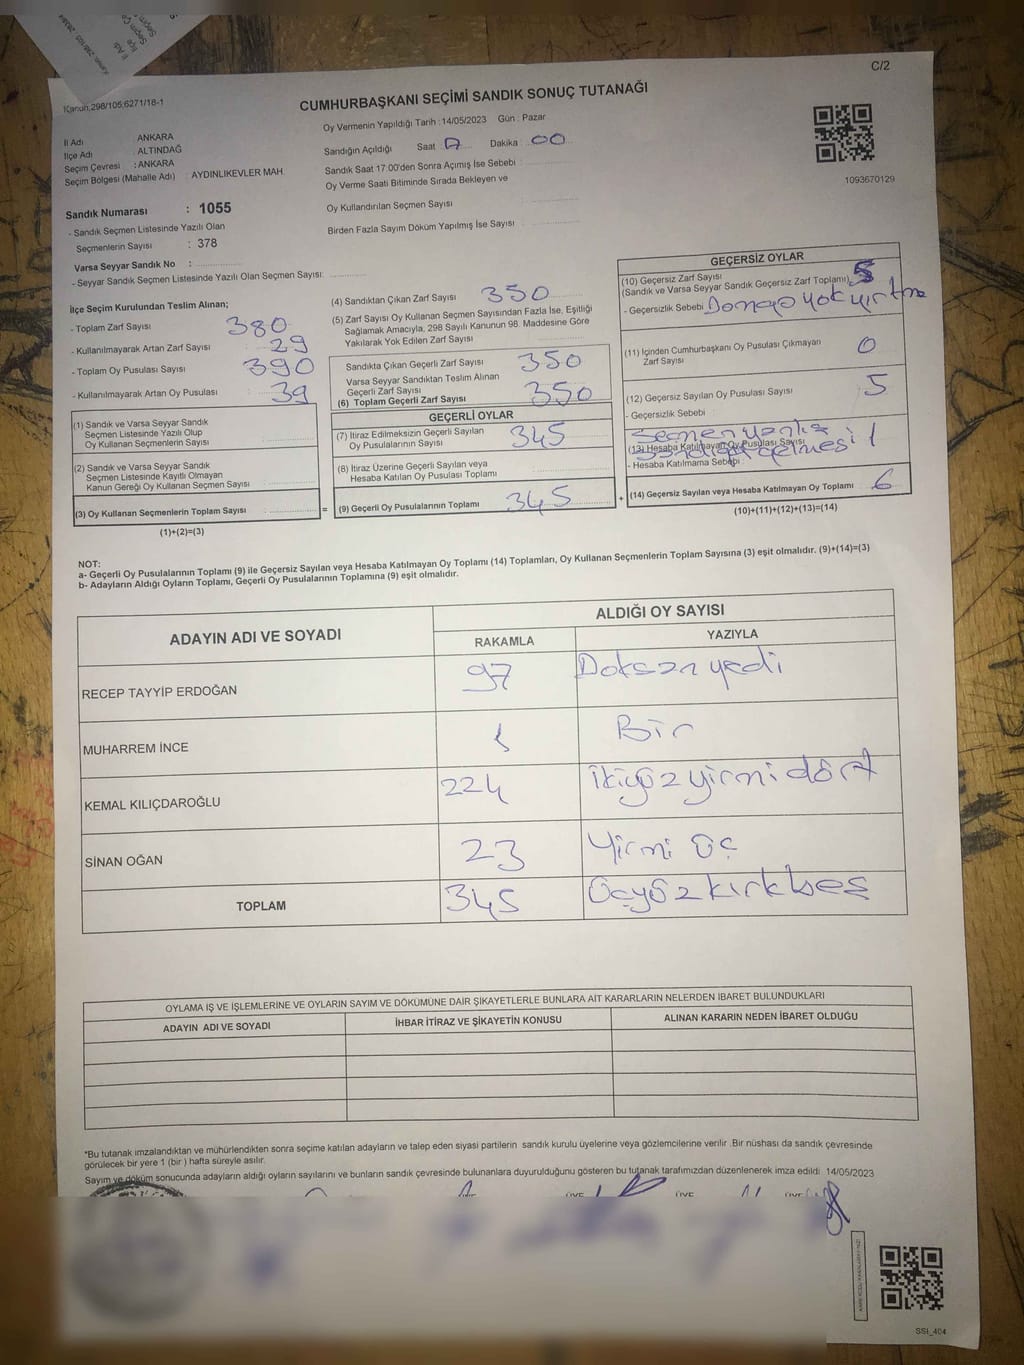 C/2
Kanun:298/105;6271/18-1
CUMHURBAŞKANI SEÇİMİ SANDIK SONUÇ TUTANAĞI
İl Adı : ANKARA
İlçe Adı : ALTINDAĞ
Seçim Çevresi : ANKARA
Seçim Bölgesi (Mahalle Adı) : AYDINLIKEVLER MAH.
Oy Vermenin Yapıldığı Tarih : 14/05/2023 Gün : Pazar
Sandığın Açıldığı Saat 17 Dakika : 00
Sandık Saat 17:00'den Sonra Açımış İse Sebebi :
Oy Verme Saati Bitiminde Sırada Bekleyen ve
Oy Kullandırılan Seçmen Sayısı :
Birden Fazla Sayım Döküm Yapılmış İse Sayısı :
1093670129
Sandık Numarası : 1055
- Sandık Seçmen Listesinde Yazılı Olan
Seçmenlerin Sayısı : 378
Varsa Seyyar Sandık No :
- Seyyar Sandık Seçmen Listesinde Yazılı Olan Seçmen Sayısı:
İlçe Seçim Kurulundan Teslim Alınan;
- Toplam Zarf Sayısı 380
- Kullanılmayarak Artan Zarf Sayısı 29
- Toplam Oy Pusulası Sayısı 390
- Kullanılmayarak Artan Oy Pusulası 39
(1) Sandık ve Varsa Seyyar Sandık
Seçmen Listesinde Yazılı Olup
Oy Kullanan Seçmenlerin Sayısı
(2) Sandık ve Varsa Seyyar Sandık
Seçmen Listesinde Kayıtlı Olmayan
Kanun Gereği Oy Kullanan Seçmen Sayısı
(3) Oy Kullanan Seçmenlerin Toplam Sayısı =
(1)+(2)=(3)
(4) Sandıktan Çıkan Zarf Sayısı 350
(5) Zarf Sayısı Oy Kullanan Seçmen Sayısından Fazla İse, Eşitliği
Sağlamak Amacıyla, 298 Sayılı Kanunun 98. Maddesine Göre
Yakılarak Yok Edilen Zarf Sayısı
Sandıkta Çıkan Geçerli Zarf Sayısı 350
Varsa Seyyar Sandıktan Teslim Alınan
Geçerli Zarf Sayısı
(6) Toplam Geçerli Zarf Sayısı 350
GEÇERLİ OYLAR
(7) İtiraz Edilmeksizin Geçerli Sayılan
Oy Pusulalarının Sayısı 345
(8) İtiraz Üzerine Geçerli Sayılan veya
Hesaba Katılan Oy Pusulası Toplamı
(9) Geçerli Oy Pusulalarının Toplamı 345 +
GEÇERSİZ OYLAR
(10) Geçersiz Zarf Sayısı
(Sandık ve Varsa Seyyar Sandık Geçersiz Zarf Toplamı)
- Geçersizlik Sebebi yok
(11) İçinden Cumhurbaşkanı Oy Pusulası Çıkmayan
Zarf Sayısı 0
(12) Geçersiz Sayılan Oy Pusulası Sayısı 5
- Geçersizlik Sebebi
Seçmen yanlış
(13) Hesaba Katılmayan Oy Pusulası Sayısı 1
- Hesaba Katılmama Sebebi
(14) Geçersiz Sayılan veya Hesaba Katılmayan Oy Toplamı 6
(10)+(11)+(12)+(13)=(14)
NOT:
a- Geçerli Oy Pusulalarının Toplamı (9) ile Geçersiz Sayılan veya Hesaba Katılmayan Oy Toplamı (14) Toplamları, Oy Kullanan Seçmenlerin Toplam Sayısına (3) eşit olmalıdır. (9)+(14)=(3)
b- Adayların Aldığı Oyların Toplamı, Geçerli Oy Pusulalarının Toplamına (9) eşit olmalıdır.
ADAYIN ADI VE SOYADI
ALDIĞI OY SAYISI
RAKAMLA YAZIYLA
RECEP TAYYİP ERDOĞAN 97 Doksan yedi
MUHARREM İNCE 1 Bir
KEMAL KILIÇDAROĞLU 224 ikiyüz yirmi dört
SİNAN OĞAN 23 Yirmi üç
TOPLAM 345 Üçyüz kırk beş
OYLAMA İŞ VE İŞLEMLERİNE VE OYLARIN SAYIM VE DÖKÜMÜNE DAİR ŞİKAYETLERLE BUNLARA AİT KARARLARIN NELERDEN İBARET BULUNDUKLARI
ADAYIN ADI VE SOYADI İHBAR İTİRAZ VE ŞİKAYETİN KONUSU ALINAN KARARIN NEDEN İBARET OLDUĞU
*Bu tutanak imzalandıktan ve mühürlendikten sonra seçime katılan adayların ve talep eden siyasi partilerin sandık kurulu üyelerine veya gözlemcilerine verilir .Bir nüshası da sandık çevresinde
görülecek bir yere 1 (bir ) hafta süreyle asılır.
Sayım ve döküm sonucunda adayların aldığı oyların sayılarını ve bunların sandık çevresinde bulunanlara duyurulduğunu gösteren bu tutanak tarafımızdan düzenlenerek imza edildi 14/05/2023
SSI_404